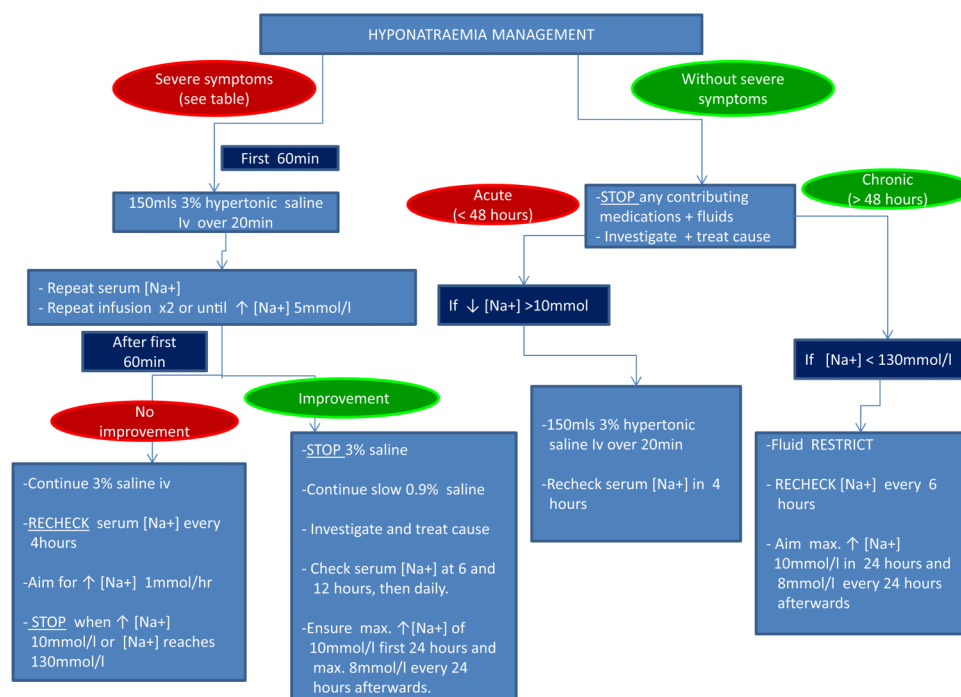 HYPONATRAEMIA MANAGEMENT
Severe symptoms
(see table)
Without severe
symptoms
First 60min
150mls 3% hypertonic saline
Iv over 20min
Acute
(< 48 hours)
-STOP any contributing
medications + fluids
- Investigate + treat cause
Chronic
(> 48 hours)
- Repeat serum [Na+]
- Repeat infusion x2 or until ↑ [Na+] 5mmol/l
If ↓ [Na+] >10mmol
After first
60min
If [Na+] < 130mmol/l
No
improvement
Improvement
-Continue 3% saline iv
-RECHECK serum [Na+] every
4hours
-Aim for ↑ [Na+] 1mmol/hr
- STOP when ↑ [Na+]
10mmol/l or [Na+] reaches
130mmol/l
-STOP 3% saline
-Continue slow 0.9% saline
- Investigate and treat cause
- Check serum [Na+] at 6 and
12 hours, then daily.
-Ensure max. ↑[Na+] of
10mmol/l first 24 hours and
max. 8mmol/l every 24
hours afterwards.
-150mls 3% hypertonic
saline Iv over 20min
-Recheck serum [Na+] in 4
hours
-Fluid RESTRICT
- RECHECK [Na+] every 6
hours
- Aim max. ↑ [Na+]
10mmol/l in 24 hours and
8mmol/l every 24 hours
afterwards